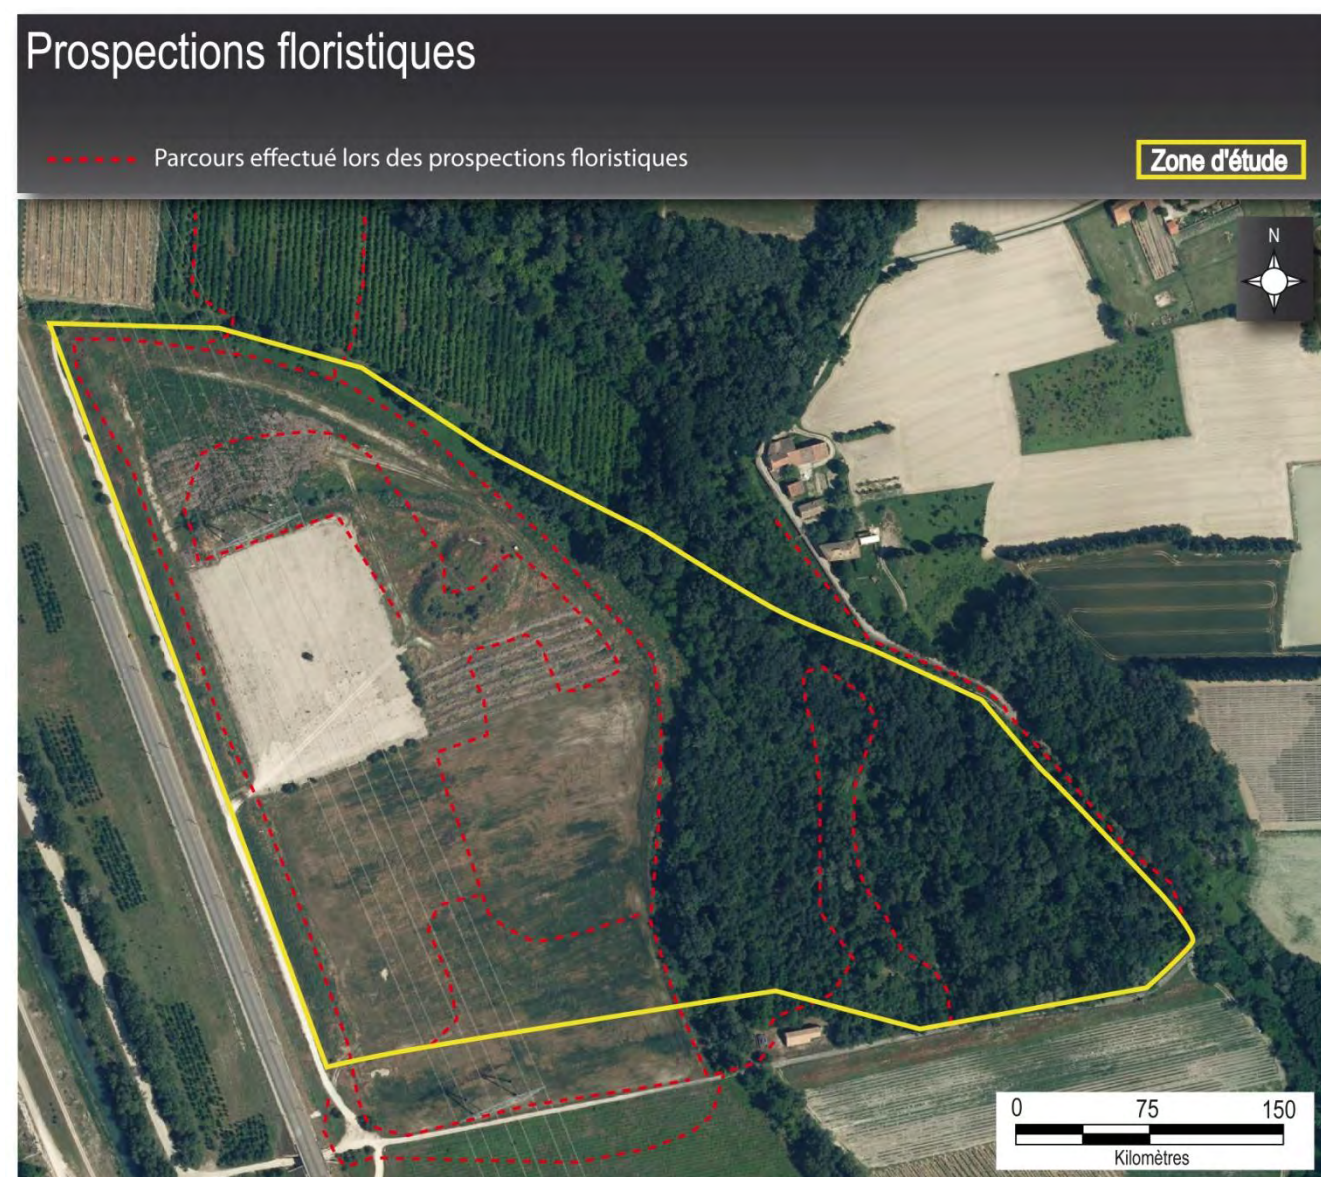 Prospections floristiques
Parcours effectué lors des prospections floristiques
Zone d'étude
N
0 75 150
Kilomètres